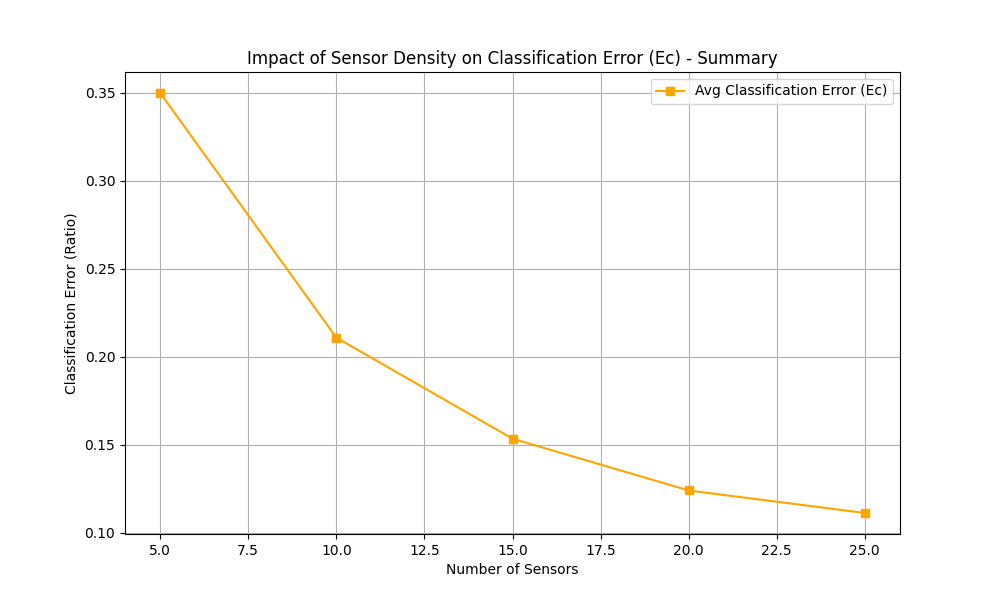 Impact of Sensor Density on Classification Error (Ec) - Summary
Avg Classification Error (Ec)
Classification Error (Ratio)
0.35
0.30
0.25
0.20
0.15
0.10
5.0 7.5 10.0 12.5 15.0 17.5 20.0 22.5 25.0
Number of Sensors